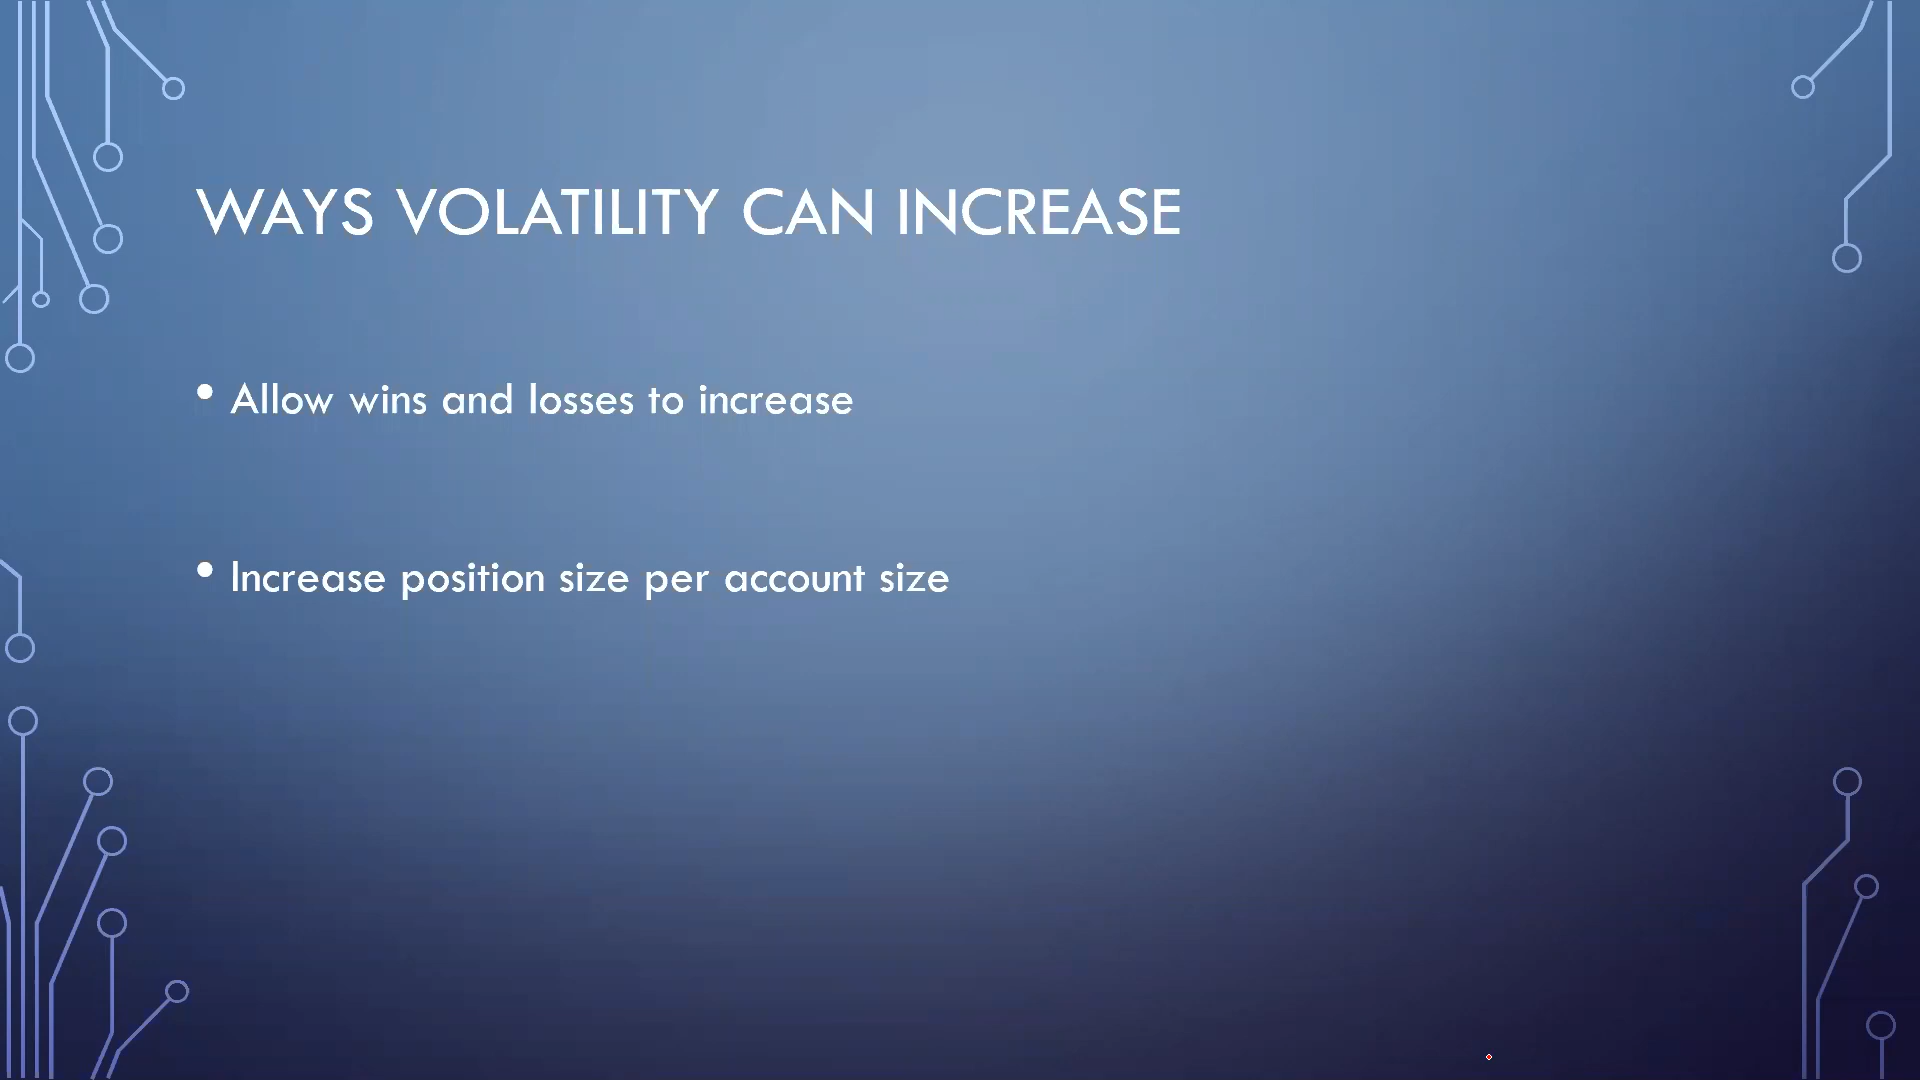 WAYS VOLATILITY CAN INCREASE
• Allow wins and losses to increase
• Increase position size per account size